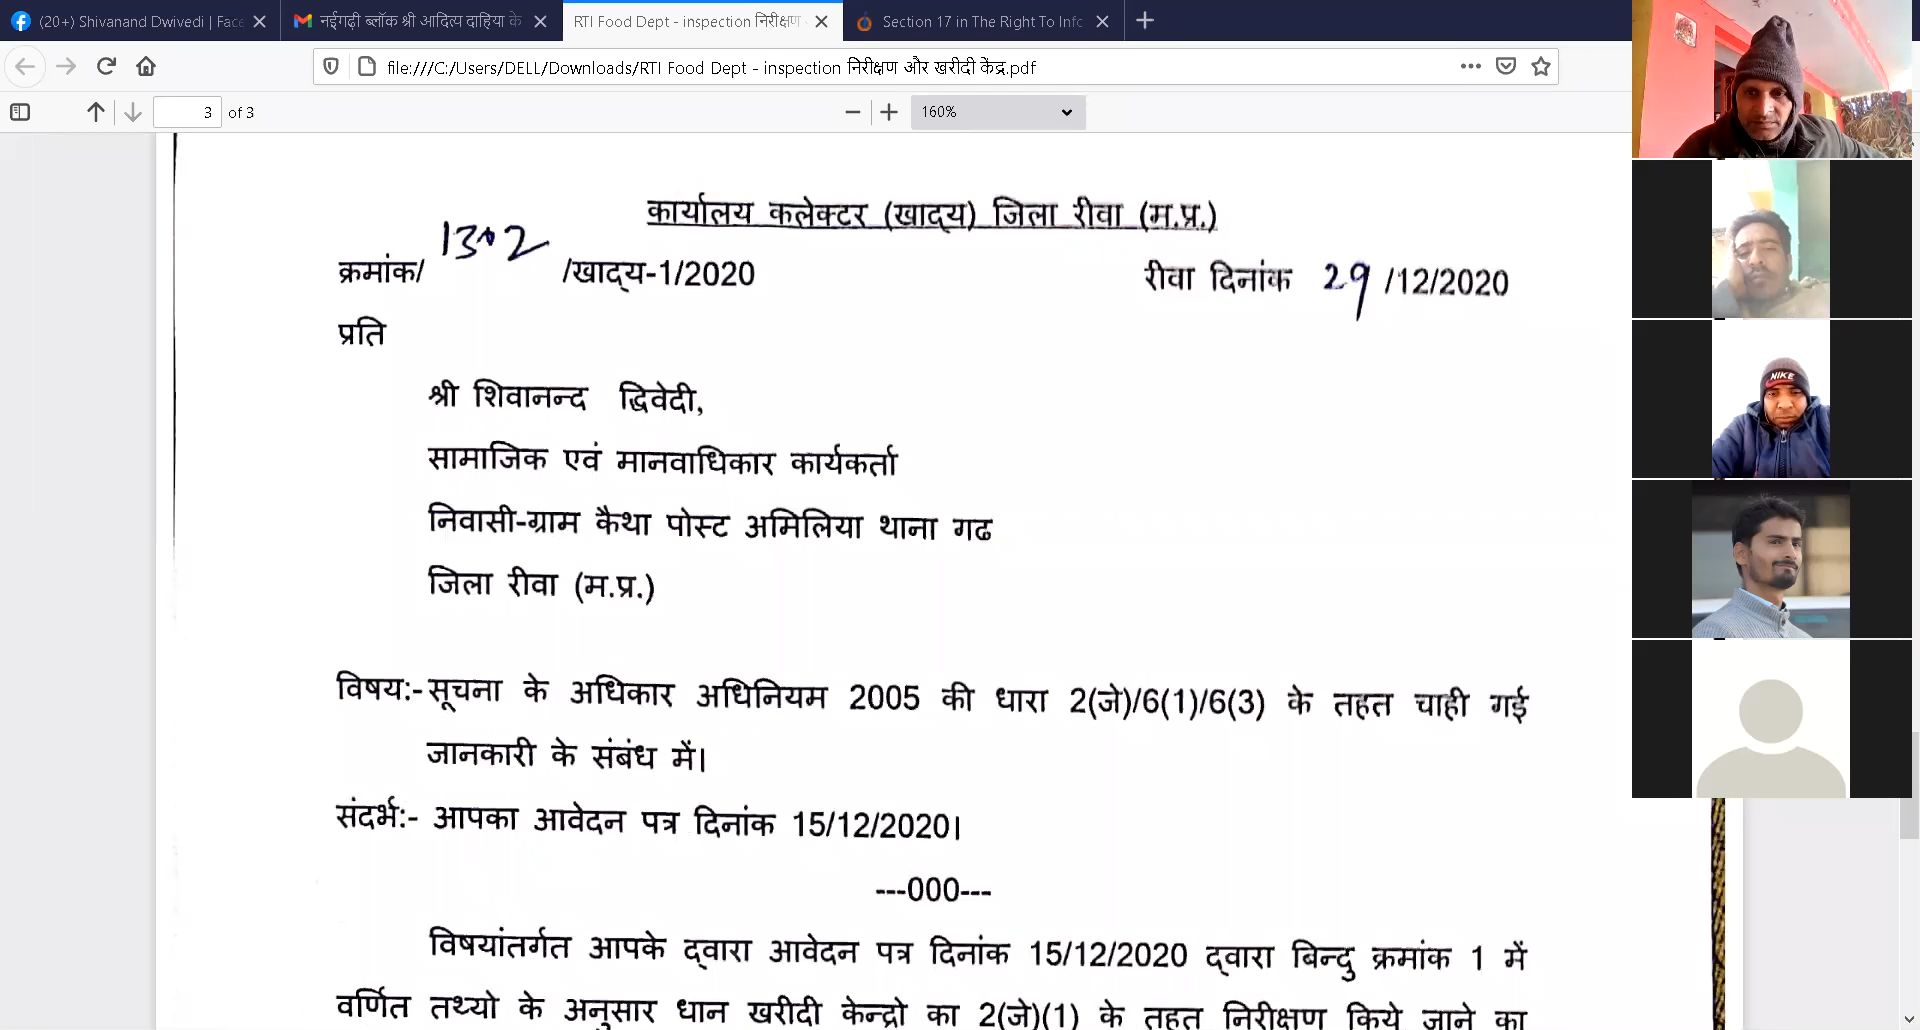 (20+) Shivanand Dwivedi | Face
नईगढ़ी ब्लॉक श्री आदित्य दाहिया के
RTI Food Dept - inspection निरीक्षण
Section 17 in The Right To Info
file:///C:/Users/DELL/Downloads/RTI Food Dept - inspection निरीक्षण और खरीदी केंद्र.pdf
3 of 3
160%
NIKE
कार्यालय कलेक्टर (खाद्य) जिला रीवा (म.प्र.)
क्रमांक/ 1302 /खाद्य-1/2020 रीवा दिनांक 29 /12/2020
प्रति
श्री शिवानन्द द्धिवेदी,
सामाजिक एवं मानवाधिकार कार्यकर्ता
निवासी-ग्राम कैथा पोस्ट अमिलिया थाना गढ
जिला रीवा (म.प्र.)
विषय:- सूचना के अधिकार अधिनियम 2005 की धारा 2(जे)/6(1)/6(3) के तहत चाही गई
जानकारी के संबंध में।
संदर्भ:- आपका आवेदन पत्र दिनांक 15/12/2020।
---000---
विषयांतर्गत आपके द्वारा आवेदन पत्र दिनांक 15/12/2020 द्वारा बिन्दु क्रमांक 1 में
वर्णित तथ्यो के अनुसार धान खरीदी केन्द्रो का 2(जे)(1) के तहत निरीक्षण किये जाने का